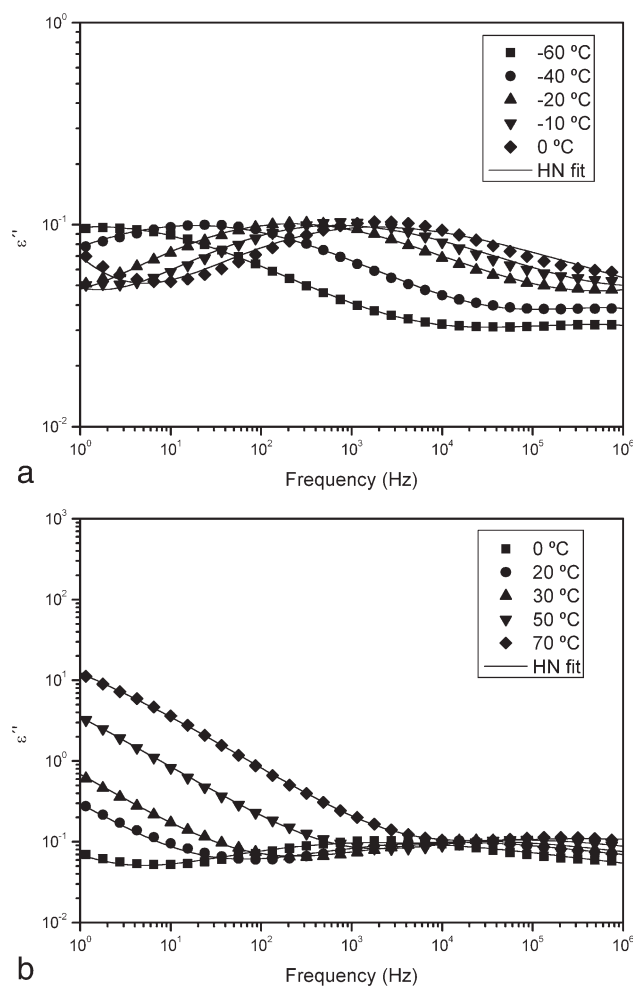 10⁰
-60 ºC
-40 ºC
-20 ºC
-10 ºC
0 ºC
HN fit
10⁻¹
ε''
10⁻²
10⁰ 10¹ 10² 10³ 10⁴ 10⁵ 10⁶
Frequency (Hz)
a
10³
0 ºC
20 ºC
30 ºC
50 ºC
70 ºC
HN fit
10²
10¹
ε''
10⁰
10⁻¹
10⁻²
10⁰ 10¹ 10² 10³ 10⁴ 10⁵ 10⁶
Frequency (Hz)
b